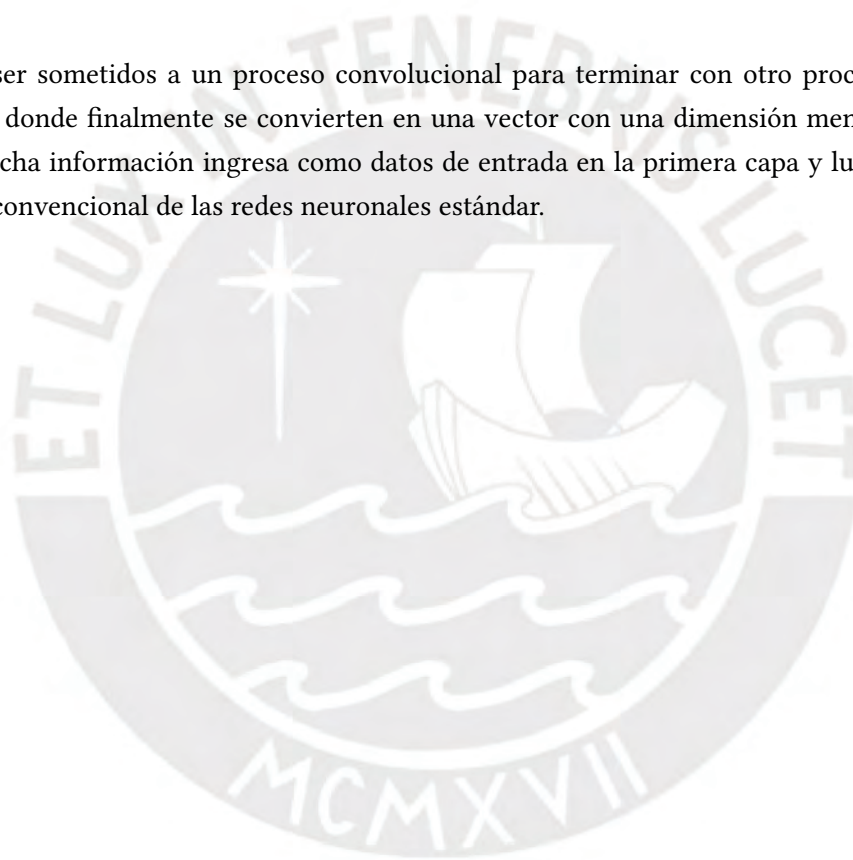 ser sometidos a un proceso convolucional para terminar con otro proc
donde finalmente se convierten en una vector con una dimensión men
cha información ingresa como datos de entrada en la primera capa y lu
convencional de las redes neuronales estándar.
ET LUX IN TENEBRIS LUCET
MCMXVII